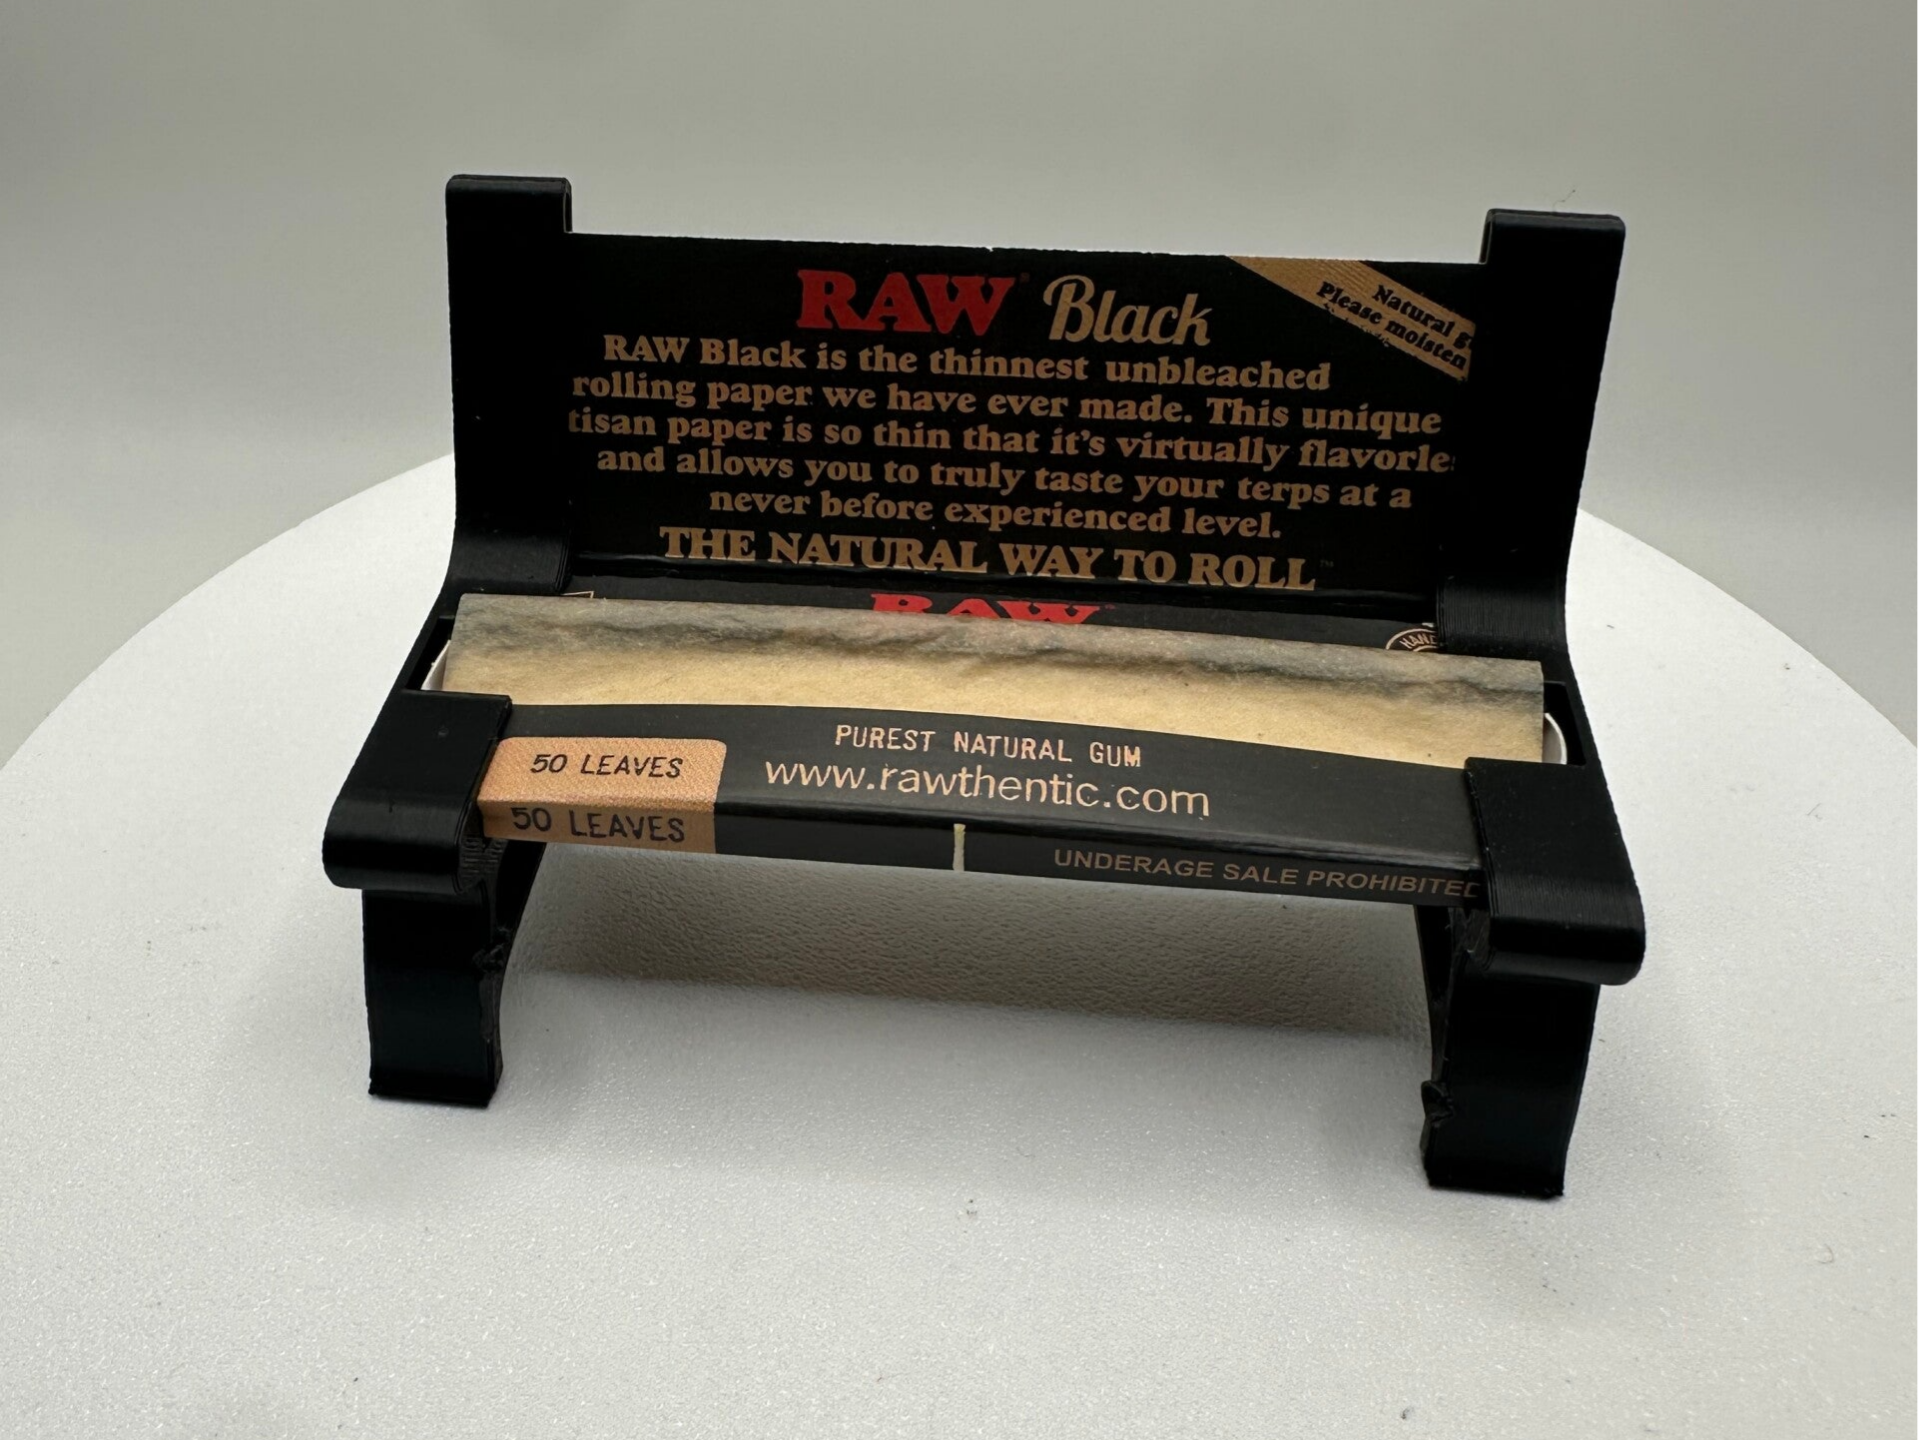 RAW® Black
Natural
Please moisten
RAW Black is the thinnest unbleached
rolling paper we have ever made. This unique
tisan paper is so thin that it's virtually flavorle
and allows you to truly taste your terps at a
never before experienced level.
THE NATURAL WAY TO ROLL™
RAW
HAND
PUREST NATURAL GUM
www.rawthentic.com
50 LEAVES
50 LEAVES
UNDERAGE SALE PROHIBITED